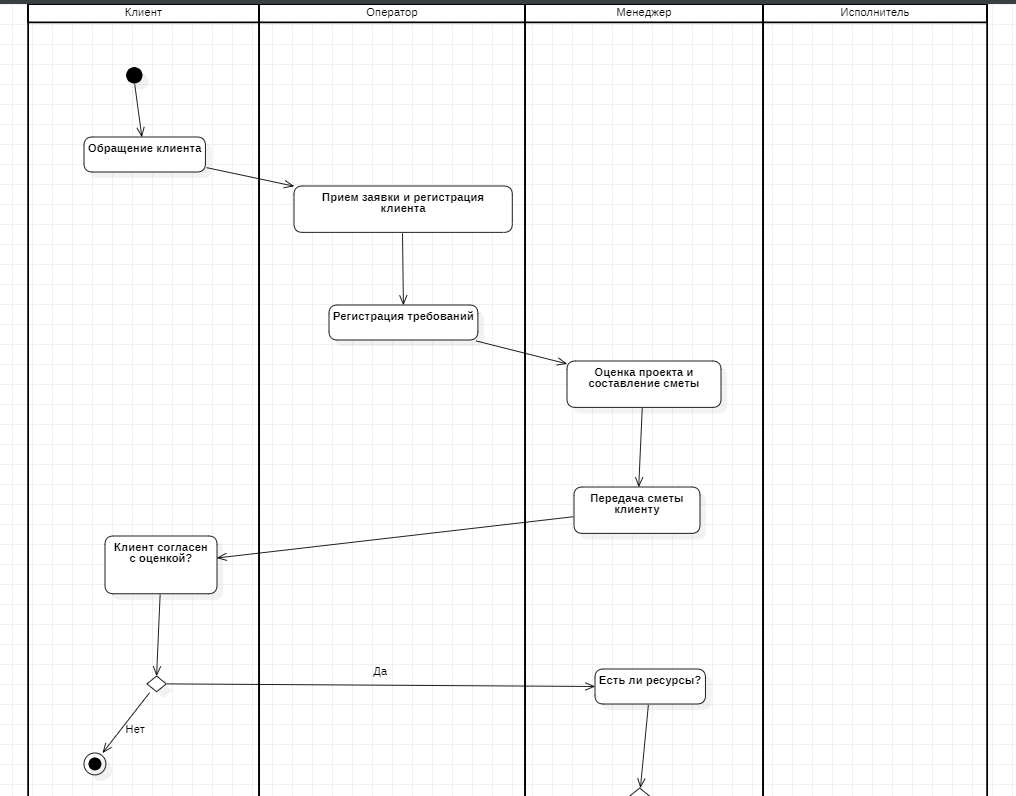 Клиент
Оператор
Менеджер
Исполнитель
Обращение клиента
Прием заявки и регистрация
клиента
Регистрация требований
Оценка проекта и
составление сметы
Передача сметы
клиенту
Клиент согласен
с оценкой?
Да
Есть ли ресурсы?
Нет